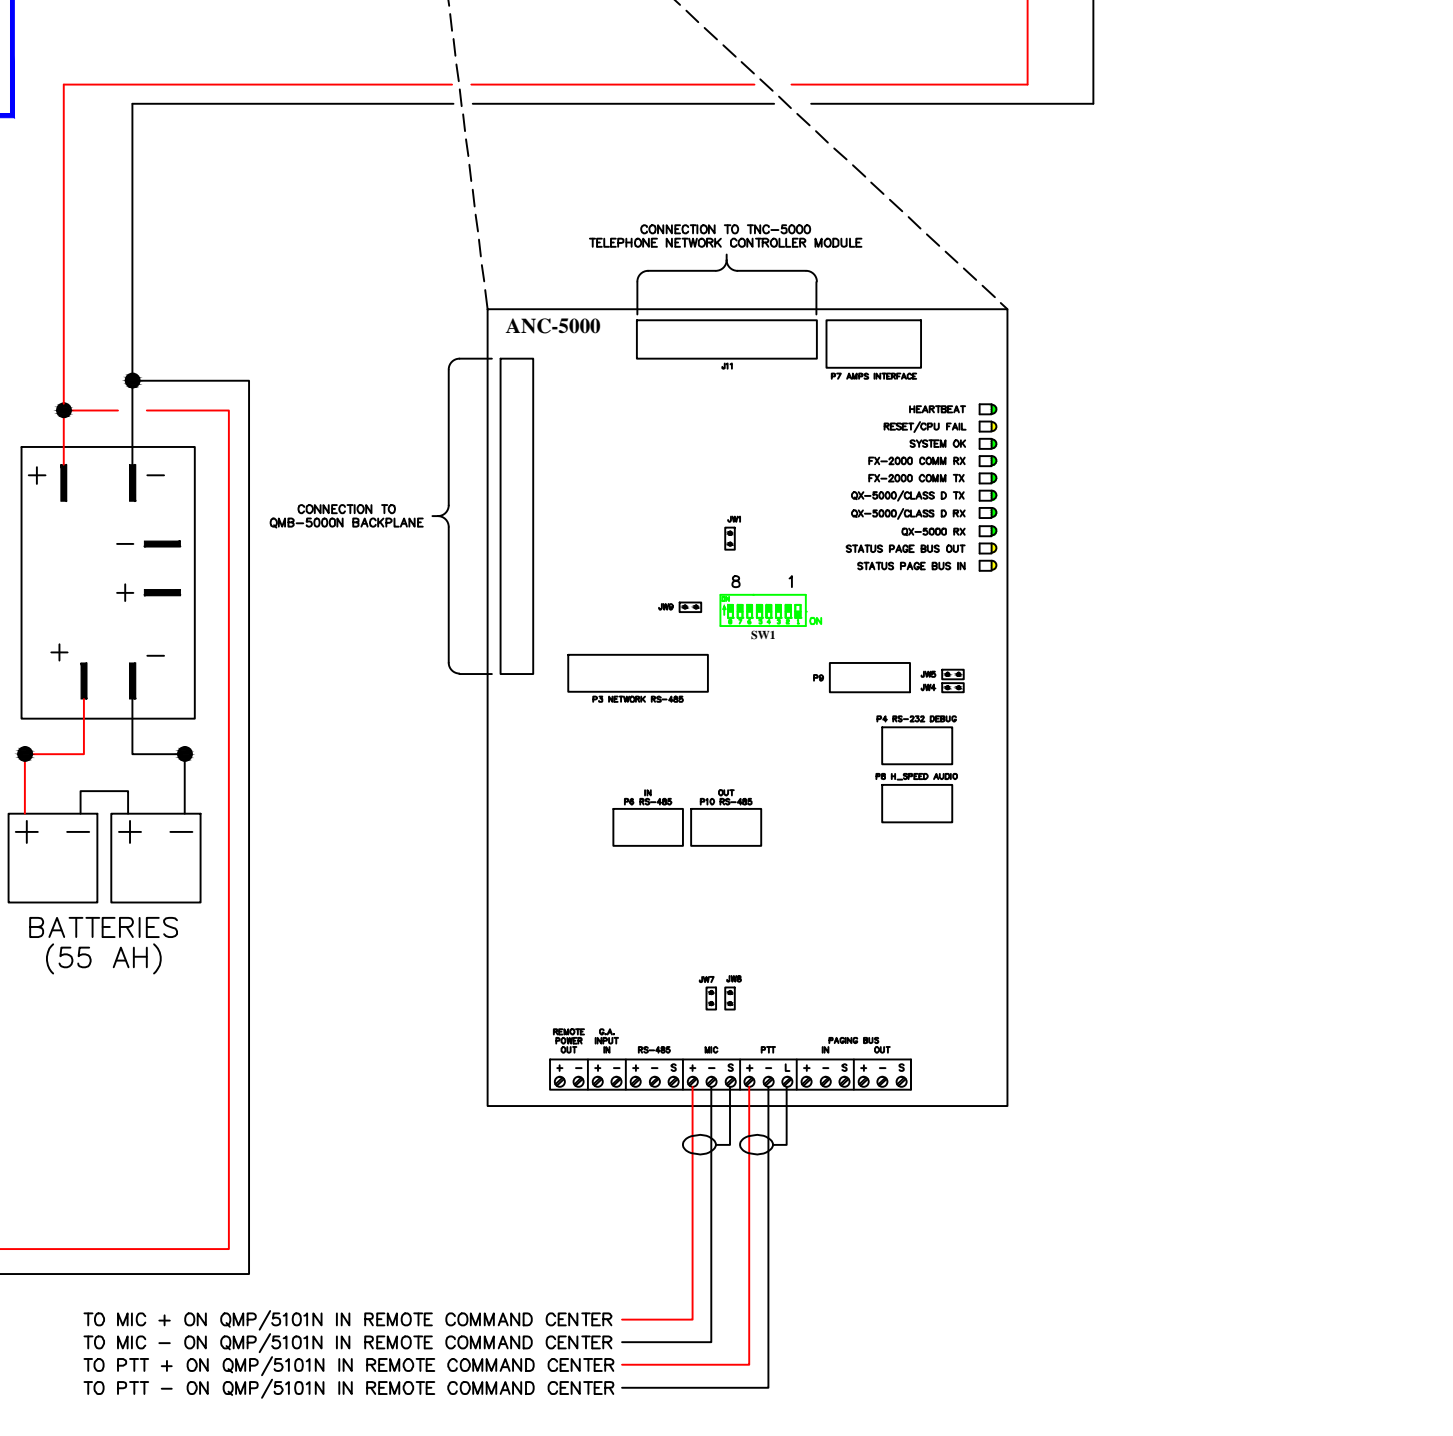 CONNECTION TO TNC-5000
TELEPHONE NETWORK CONTROLLER MODULE
ANC-5000
J11
P7 AMPS INTERFACE
HEARTBEAT
RESET/CPU FAIL
SYSTEM OK
FX-2000 COMM RX
FX-2000 COMM TX
QX-5000/CLASS D TX
QX-5000/CLASS D RX
QX-5000 RX
STATUS PAGE BUS OUT
STATUS PAGE BUS IN
+ −
− +
+ −
CONNECTION TO
QMB-5000N BACKPLANE
JW1
8 1
JW9
ON
SW1
P3 NETWORK RS-485
P9
JW5
JW4
P4 RS-232 DEBUG
P8 H_SPEED AUDIO
IN
P6 RS-485
OUT
P10 RS-485
+ − + −
BATTERIES
(55 AH)
JW7 JW8
REMOTE
POWER
OUT
G.A.
INPUT
IN
RS-485
MIC
PTT
PAGING BUS
IN OUT
+ − + − + − S + − S + − L + − S + − S
TO MIC + ON QMP/5101N IN REMOTE COMMAND CENTER
TO MIC − ON QMP/5101N IN REMOTE COMMAND CENTER
TO PTT + ON QMP/5101N IN REMOTE COMMAND CENTER
TO PTT − ON QMP/5101N IN REMOTE COMMAND CENTER